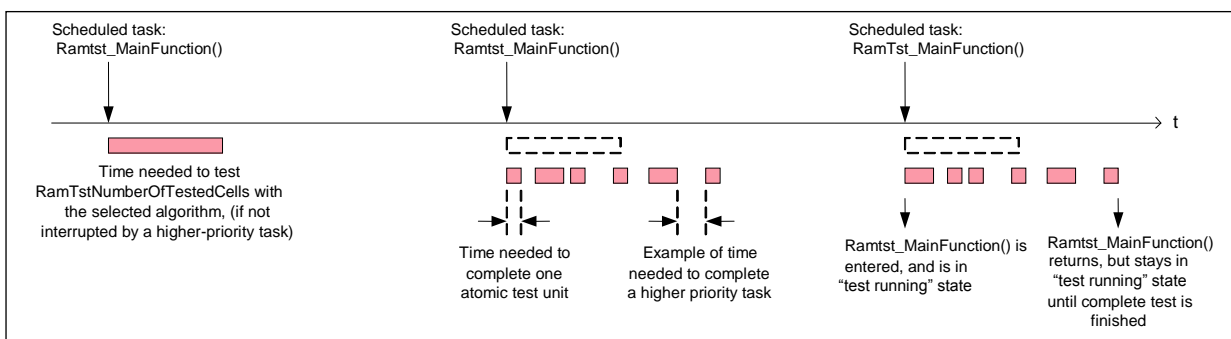 Scheduled task:
Ramtst_MainFunction()
Scheduled task:
Ramtst_MainFunction()
Scheduled task:
RamTst_MainFunction()
t
Time needed to test
RamTstNumberOfTestedCells with
the selected algorithm, (if not
interrupted by a higher-priority task)
Time needed to
complete one
atomic test unit
Example of time
needed to complete
a higher priority task
Ramtst_MainFunction() is
entered, and is in
“test running” state
Ramtst_MainFunction()
returns, but stays in
“test running” state
until complete test is
finished